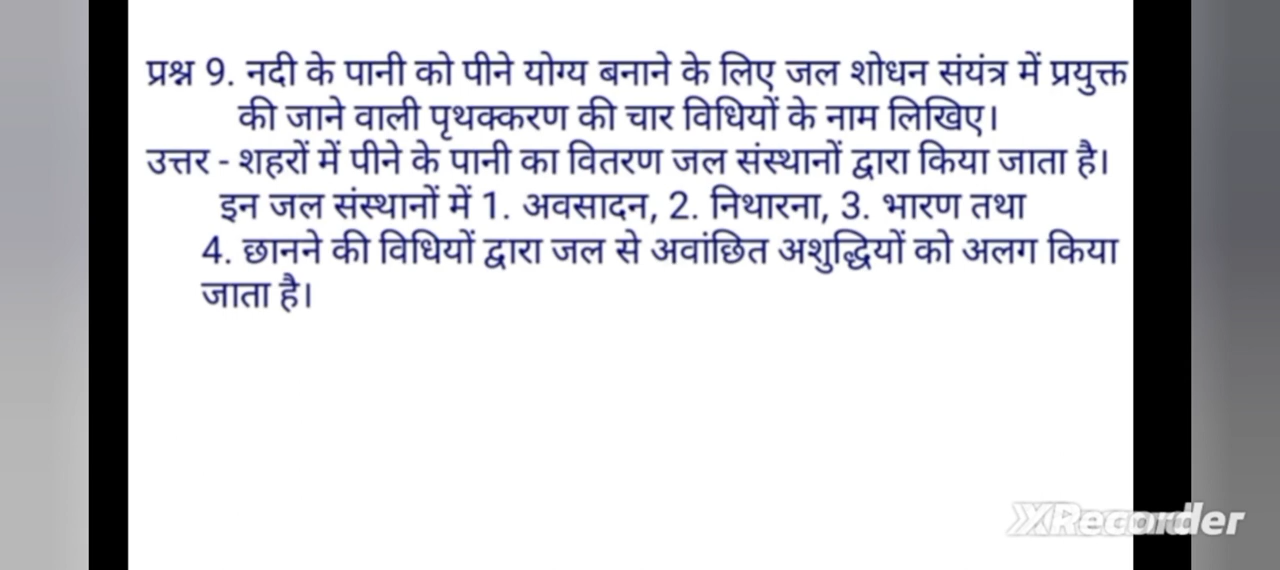 प्रश्न 9. नदी के पानी को पीने योग्य बनाने के लिए जल शोधन संयंत्र में प्रयुक्त
की जाने वाली पृथक्करण की चार विधियों के नाम लिखिए।
उत्तर - शहरों में पीने के पानी का वितरण जल संस्थानों द्वारा किया जाता है।
इन जल संस्थानों में 1. अवसादन, 2. निथारना, 3. भारण तथा
4. छानने की विधियों द्वारा जल से अवांछित अशुद्धियों को अलग किया
जाता है।
XRecorder